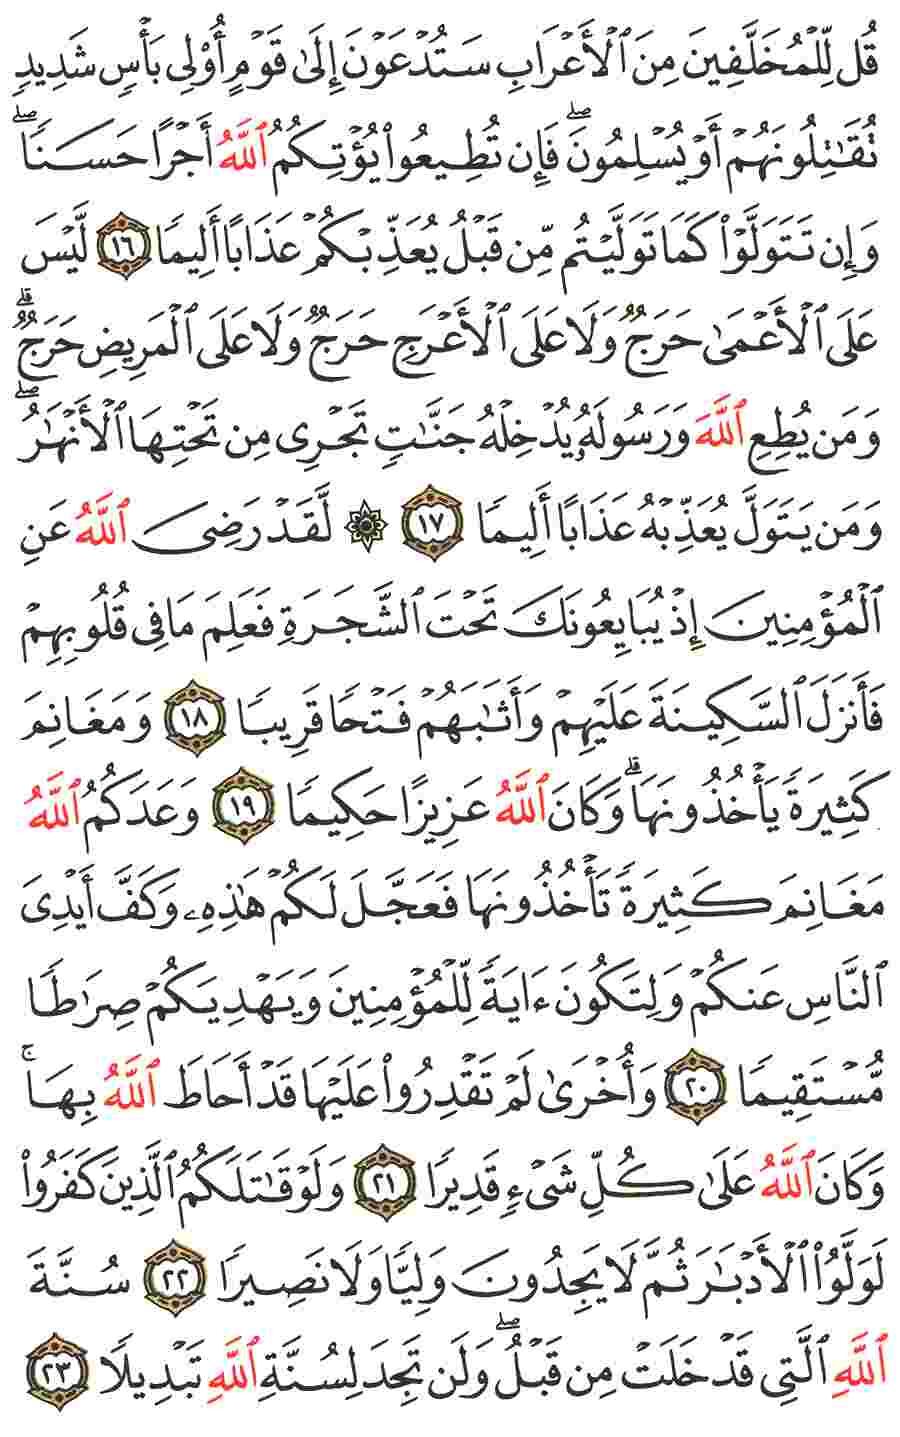 قُل لِّلْمُخَلَّفِينَ مِنَ ٱلْأَعْرَابِ سَتُدْعَوْنَ إِلَىٰ قَوْمٍ أُو۟لِى بَأْسٍ شَدِيدٍ
تُقَـٰتِلُونَهُمْ أَوْ يُسْلِمُونَ ۖ فَإِن تُطِيعُوا۟ يُؤْتِكُمُ ٱللَّهُ أَجْرًا حَسَنًا ۖ
وَإِن تَتَوَلَّوْا۟ كَمَا تَوَلَّيْتُم مِّن قَبْلُ يُعَذِّبْكُمْ عَذَابًا أَلِيمًا ١٦ لَّيْسَ
عَلَى ٱلْأَعْمَىٰ حَرَجٌ وَلَا عَلَى ٱلْأَعْرَجِ حَرَجٌ وَلَا عَلَى ٱلْمَرِيضِ حَرَجٌ ۗ
وَمَن يُطِعِ ٱللَّهَ وَرَسُولَهُۥ يُدْخِلْهُ جَنَّـٰتٍ تَجْرِى مِن تَحْتِهَا ٱلْأَنْهَـٰرُ ۖ
وَمَن يَتَوَلَّ يُعَذِّبْهُ عَذَابًا أَلِيمًا ١٧ ۞ لَّقَدْ رَضِىَ ٱللَّهُ عَنِ
ٱلْمُؤْمِنِينَ إِذْ يُبَايِعُونَكَ تَحْتَ ٱلشَّجَرَةِ فَعَلِمَ مَا فِى قُلُوبِهِمْ
فَأَنزَلَ ٱلسَّكِينَةَ عَلَيْهِمْ وَأَثَـٰبَهُمْ فَتْحًا قَرِيبًا ١٨ وَمَغَانِمَ
كَثِيرَةً يَأْخُذُونَهَا ۗ وَكَانَ ٱللَّهُ عَزِيزًا حَكِيمًا ١٩ وَعَدَكُمُ ٱللَّهُ
مَغَانِمَ كَثِيرَةً تَأْخُذُونَهَا فَعَجَّلَ لَكُمْ هَـٰذِهِۦ وَكَفَّ أَيْدِىَ
ٱلنَّاسِ عَنكُمْ وَلِتَكُونَ ءَايَةً لِّلْمُؤْمِنِينَ وَيَهْدِيَكُمْ صِرَٰطًا
مُّسْتَقِيمًا ٢٠ وَأُخْرَىٰ لَمْ تَقْدِرُوا۟ عَلَيْهَا قَدْ أَحَاطَ ٱللَّهُ بِهَا ۚ
وَكَانَ ٱللَّهُ عَلَىٰ كُلِّ شَىْءٍ قَدِيرًا ٢١ وَلَوْ قَـٰتَلَكُمُ ٱلَّذِينَ كَفَرُوا۟
لَوَلَّوُا۟ ٱلْأَدْبَـٰرَ ثُمَّ لَا يَجِدُونَ وَلِيًّا وَلَا نَصِيرًا ٢٢ سُنَّةَ
ٱللَّهِ ٱلَّتِى قَدْ خَلَتْ مِن قَبْلُ ۖ وَلَن تَجِدَ لِسُنَّةِ ٱللَّهِ تَبْدِيلًا ٢٣